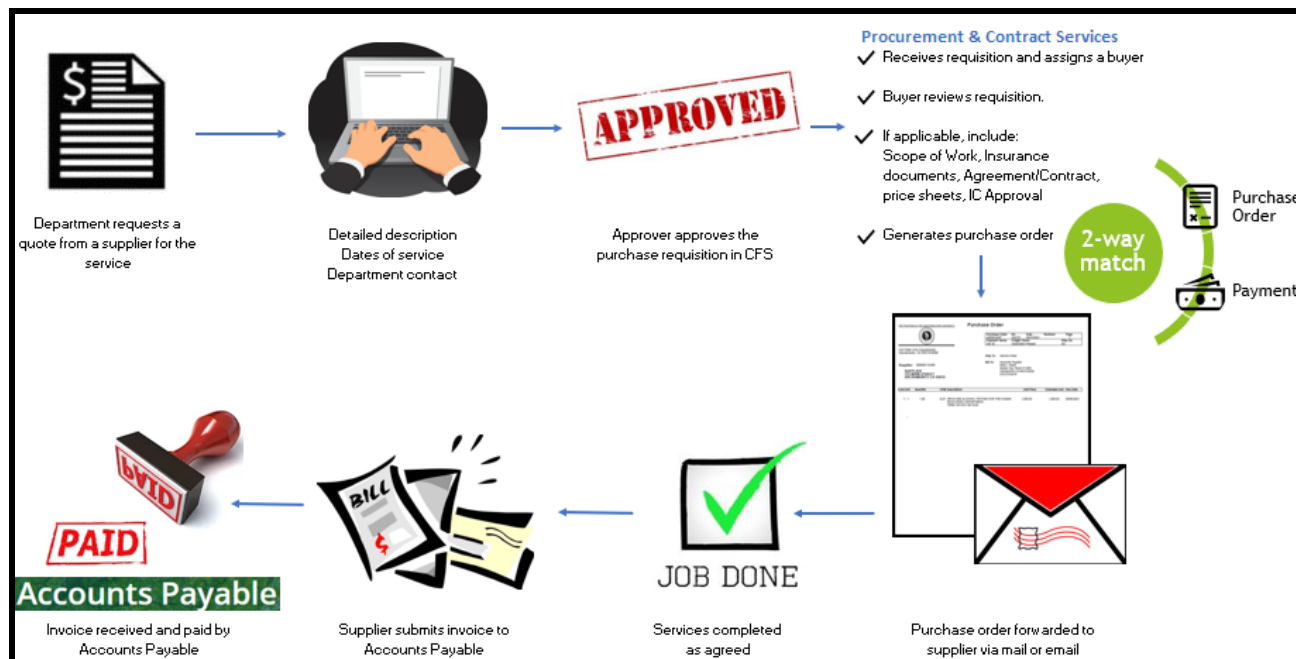 $
Department requests a
quote from a supplier for the
service
Detailed description
Dates of service
Department contact
APPROVED
Approver approves the
purchase requisition in CFS
Procurement & Contract Services
Receives requisition and assigns a buyer
Buyer reviews requisition.
If applicable, include:
Scope of Work, Insurance
documents, Agreement/Contract,
price sheets, IC Approval
Generates purchase order
2-way
match
Purchase
Order
Payment
Purchase Order
Purchase order forwarded to
supplier via mail or email
JOB DONE
Services completed
as agreed
BILL
$
Supplier submits invoice to
Accounts Payable
PAID
PAID
Accounts Payable
Invoice received and paid by
Accounts Payable